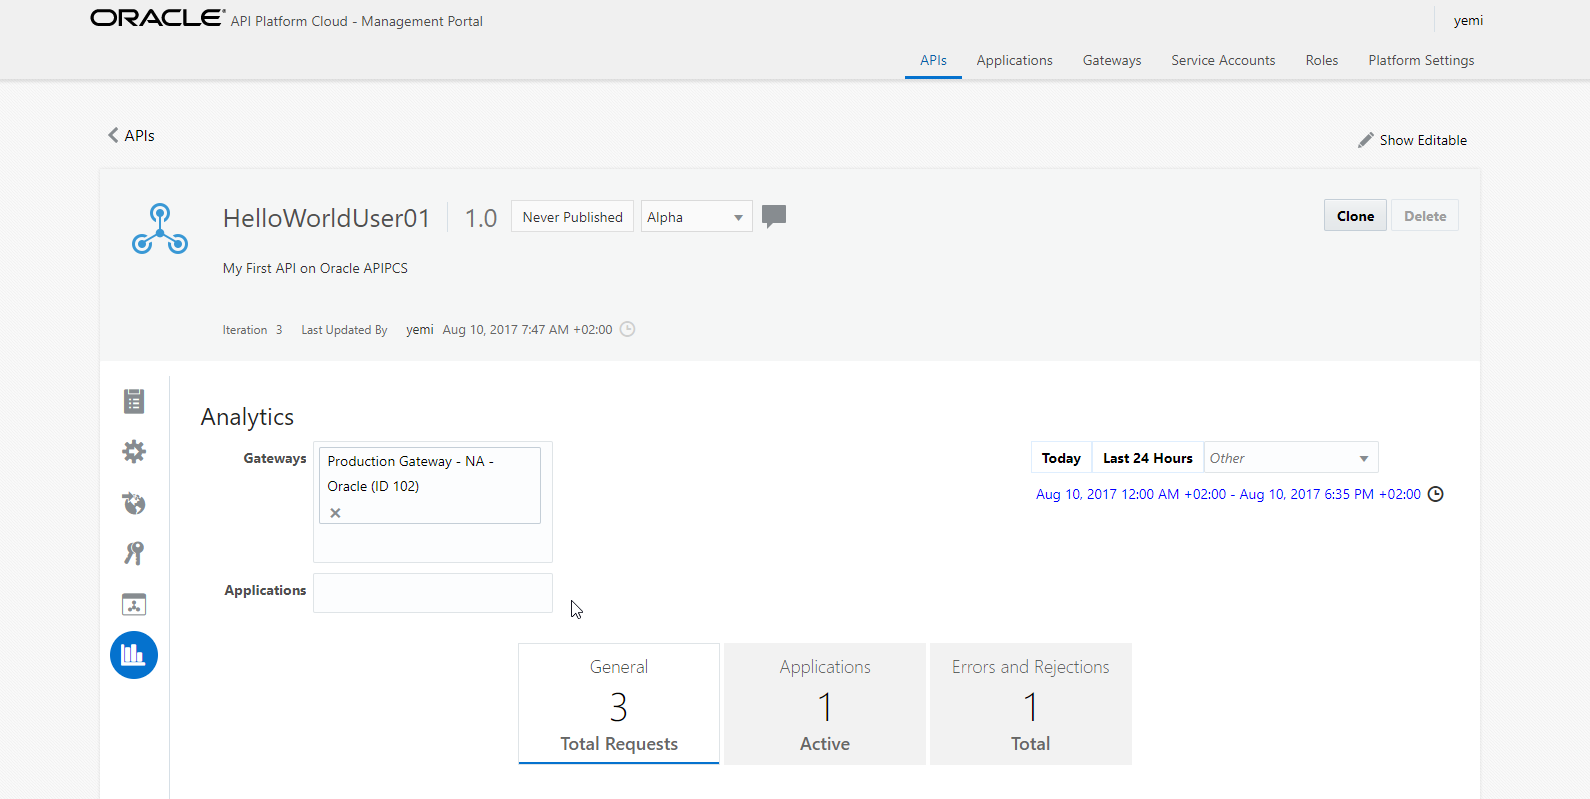 ORACLE® API Platform Cloud - Management Portal
yemi
APIs Applications Gateways Service Accounts Roles Platform Settings
APIs
Show Editable
HelloWorldUser01 1.0 Never Published Alpha
Clone Delete
My First API on Oracle APIPCS
Iteration 3 Last Updated By yemi Aug 10, 2017 7:47 AM +02:00
Analytics
Gateways
Production Gateway - NA -
Oracle (ID 102)
Today Last 24 Hours Other
Aug 10, 2017 12:00 AM +02:00 - Aug 10, 2017 6:35 PM +02:00
Applications
General
3
Total Requests
Applications
1
Active
Errors and Rejections
1
Total